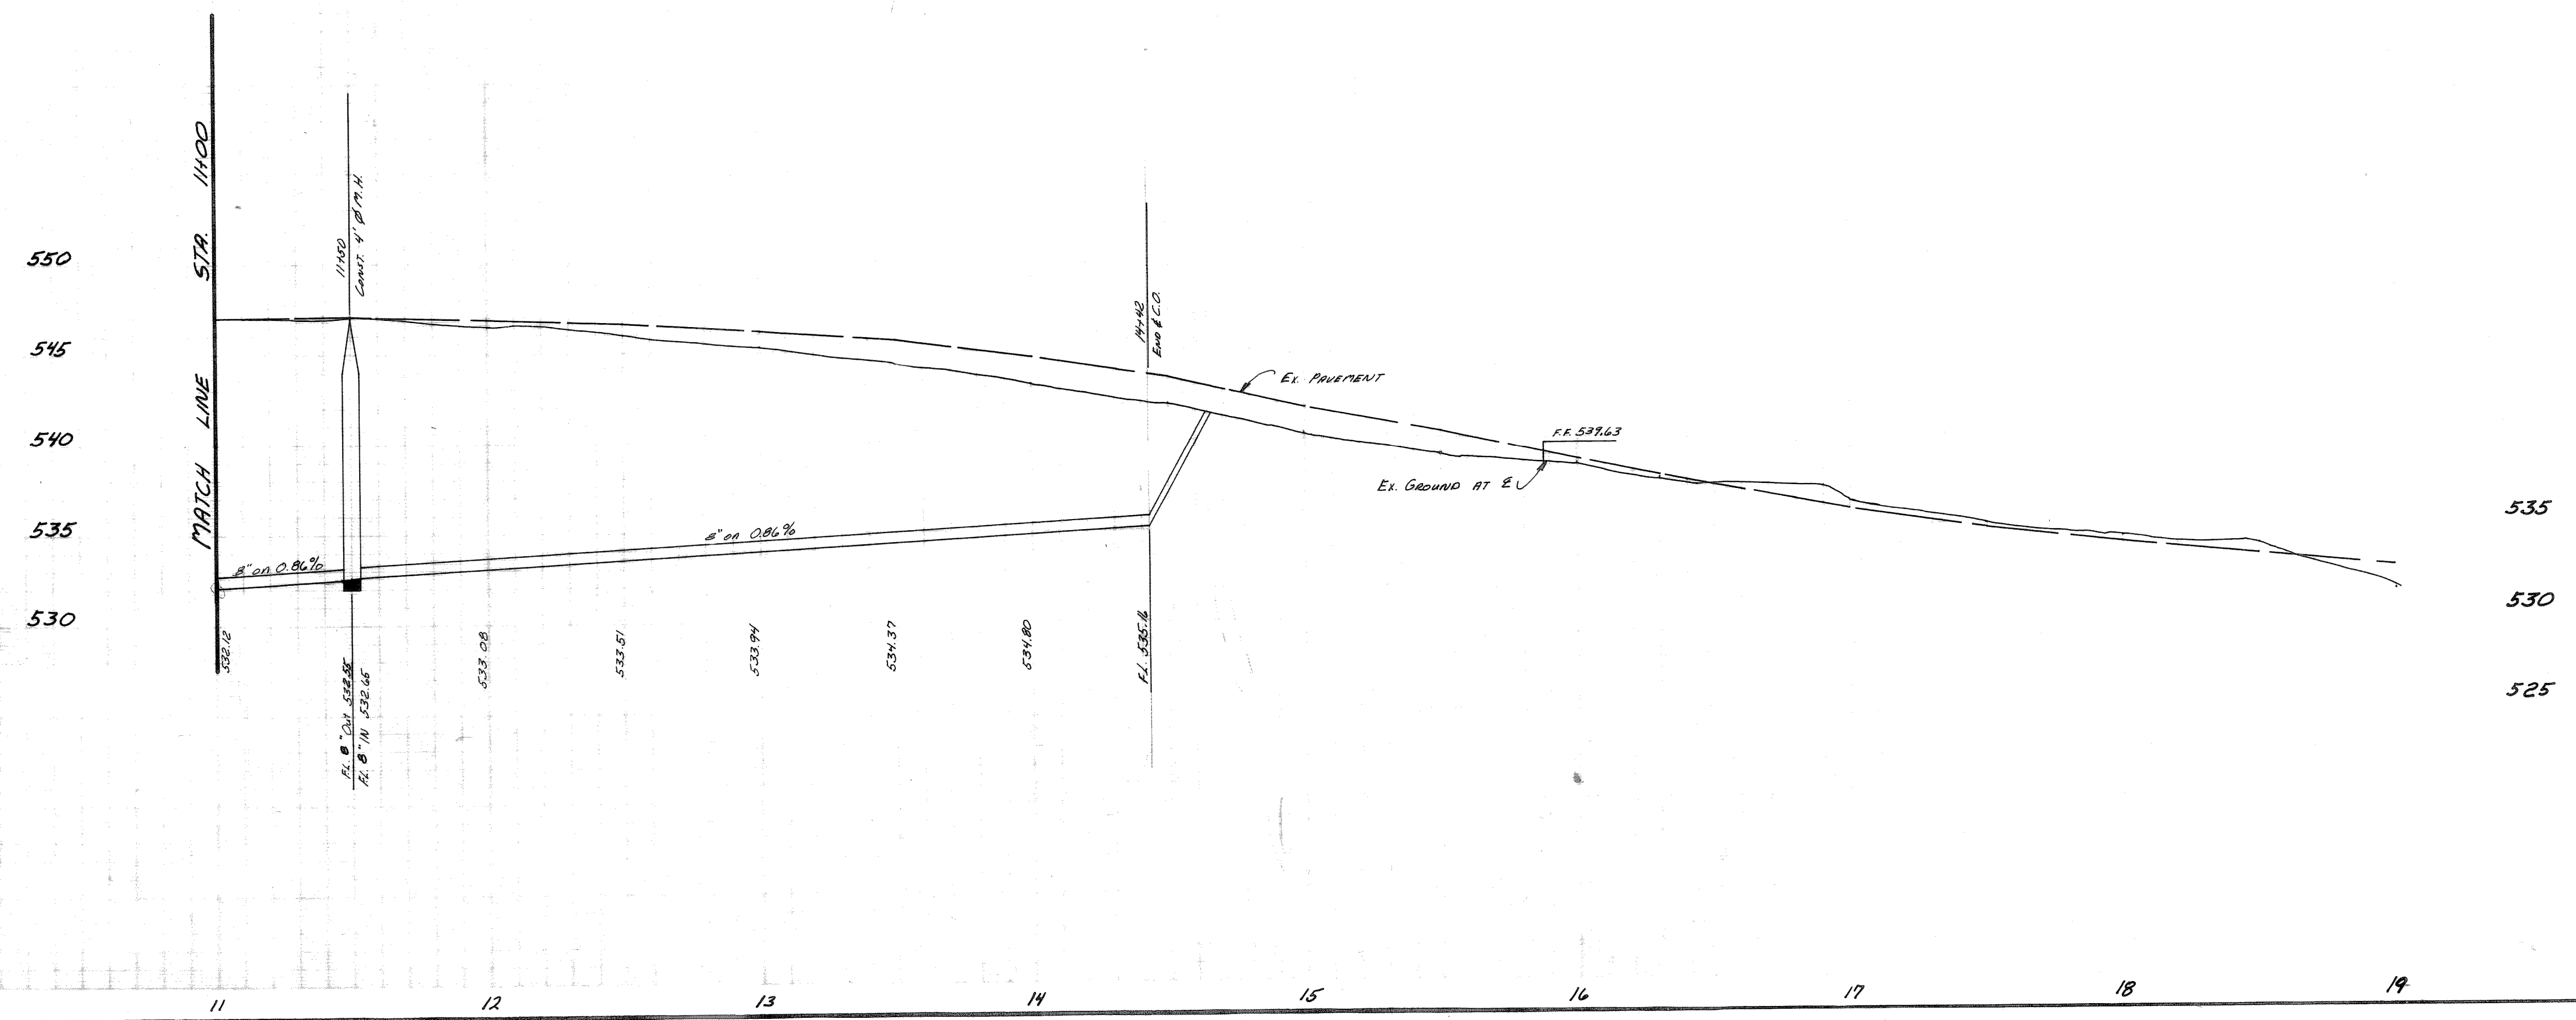 MATCH LINE STA. 11+00
550
545
540
535
530
11+50
CONST. 4' Ø M.H.
14+42
END & C.O.
EX. PAVEMENT
F.F. 539.63
EX. GROUND AT ℄
8" on 0.86%
8" on 0.86%
532.12
FL. 8" OUT 532.55
FL. 8" IN 532.65
533.08
533.51
533.94
534.37
534.80
FL. 535.16
535
530
525
11 12 13 14 15 16 17 18 19